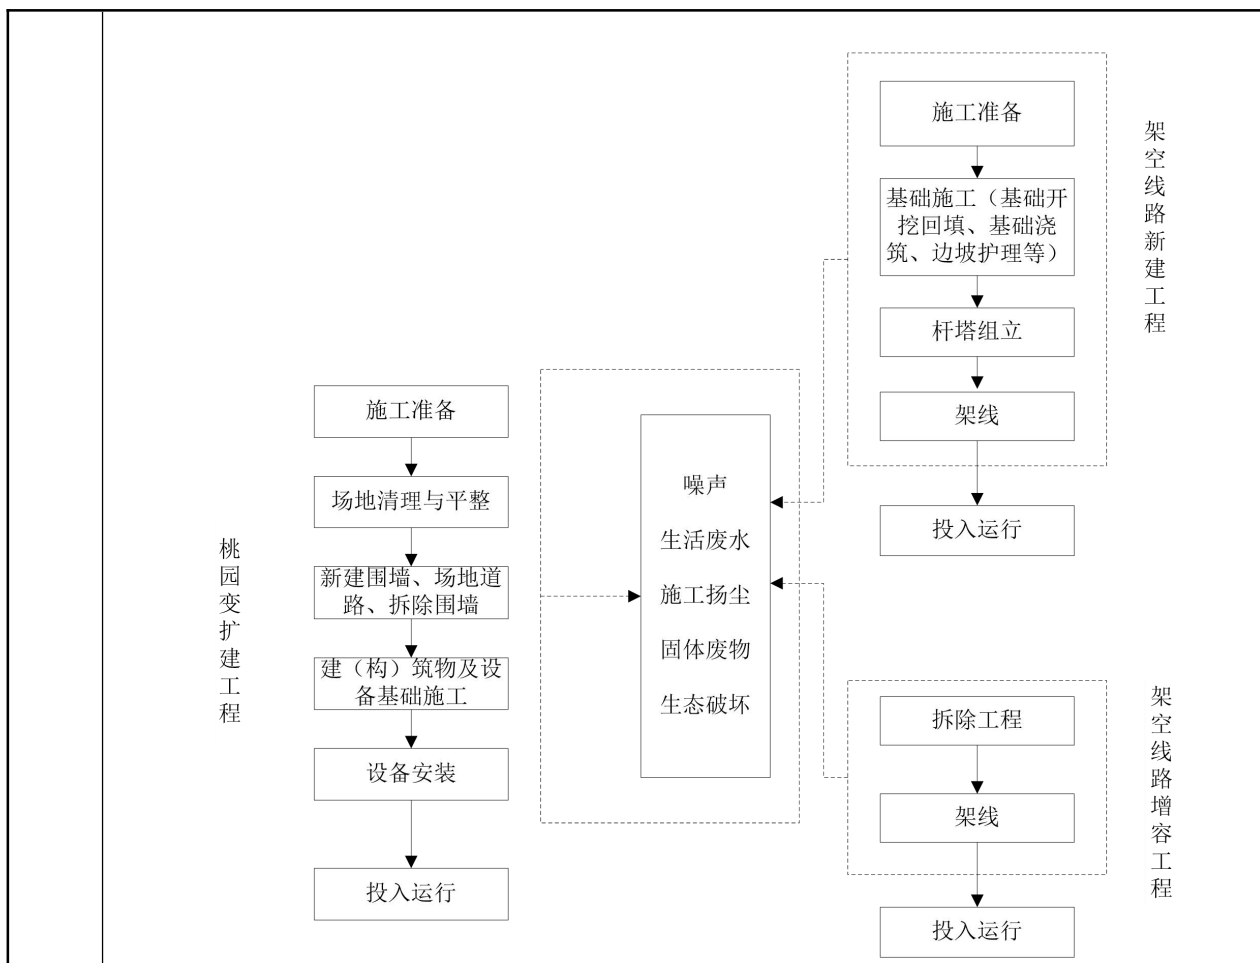 桃园变扩建工程
施工准备
场地清理与平整
新建围墙、场地道
路、拆除围墙
建（构）筑物及设
备基础施工
设备安装
投入运行
噪声
生活废水
施工扬尘
固体废物
生态破坏
施工准备
基础施工（基础开
挖回填、基础浇
筑、边坡护理等）
杆塔组立
架线
投入运行
架空线路新建工程
拆除工程
架线
投入运行
架空线路增容工程